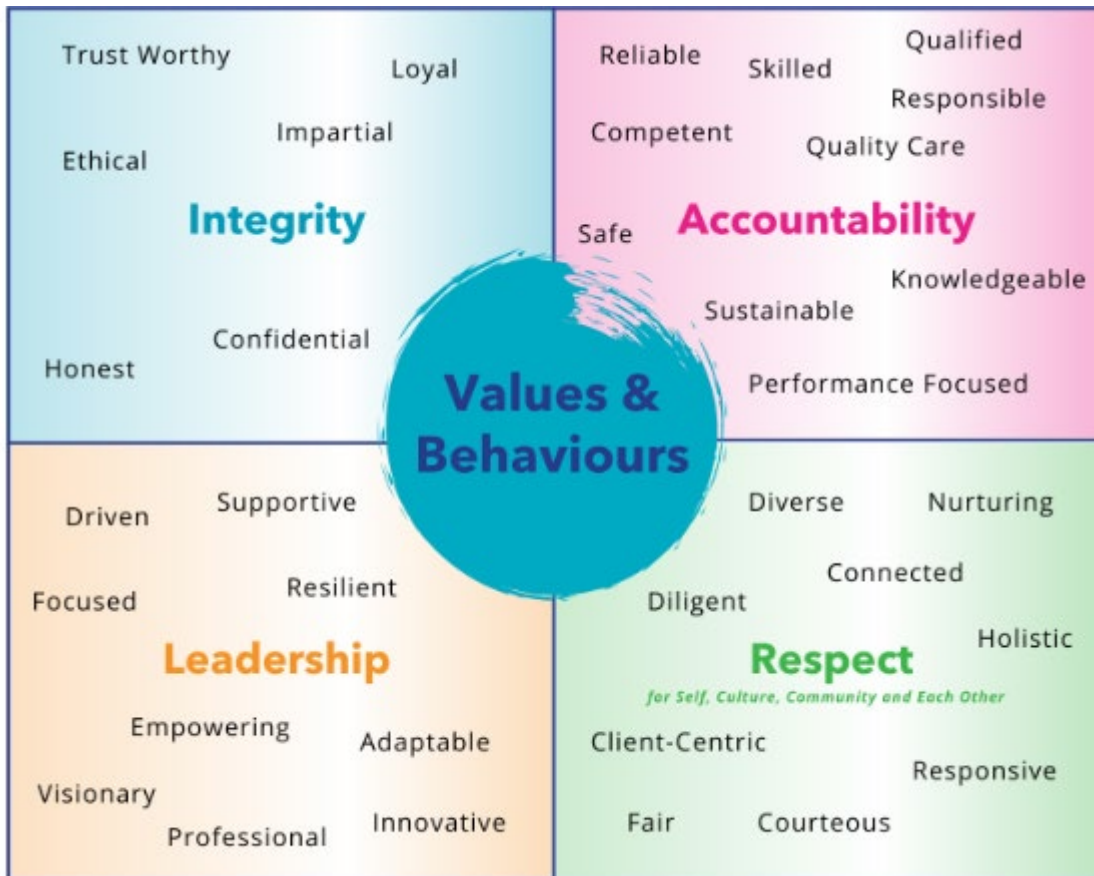 Trust Worthy
Loyal
Impartial
Ethical
Integrity
Confidential
Honest
Qualified
Reliable
Skilled
Responsible
Competent
Quality Care
Accountability
Safe
Knowledgeable
Sustainable
Performance Focused
Values &
Behaviours
Supportive
Driven
Resilient
Focused
Leadership
Empowering
Adaptable
Visionary
Innovative
Professional
Diverse
Nurturing
Connected
Diligent
Holistic
Respect
for Self, Culture, Community and Each Other
Client-Centric
Responsive
Fair
Courteous